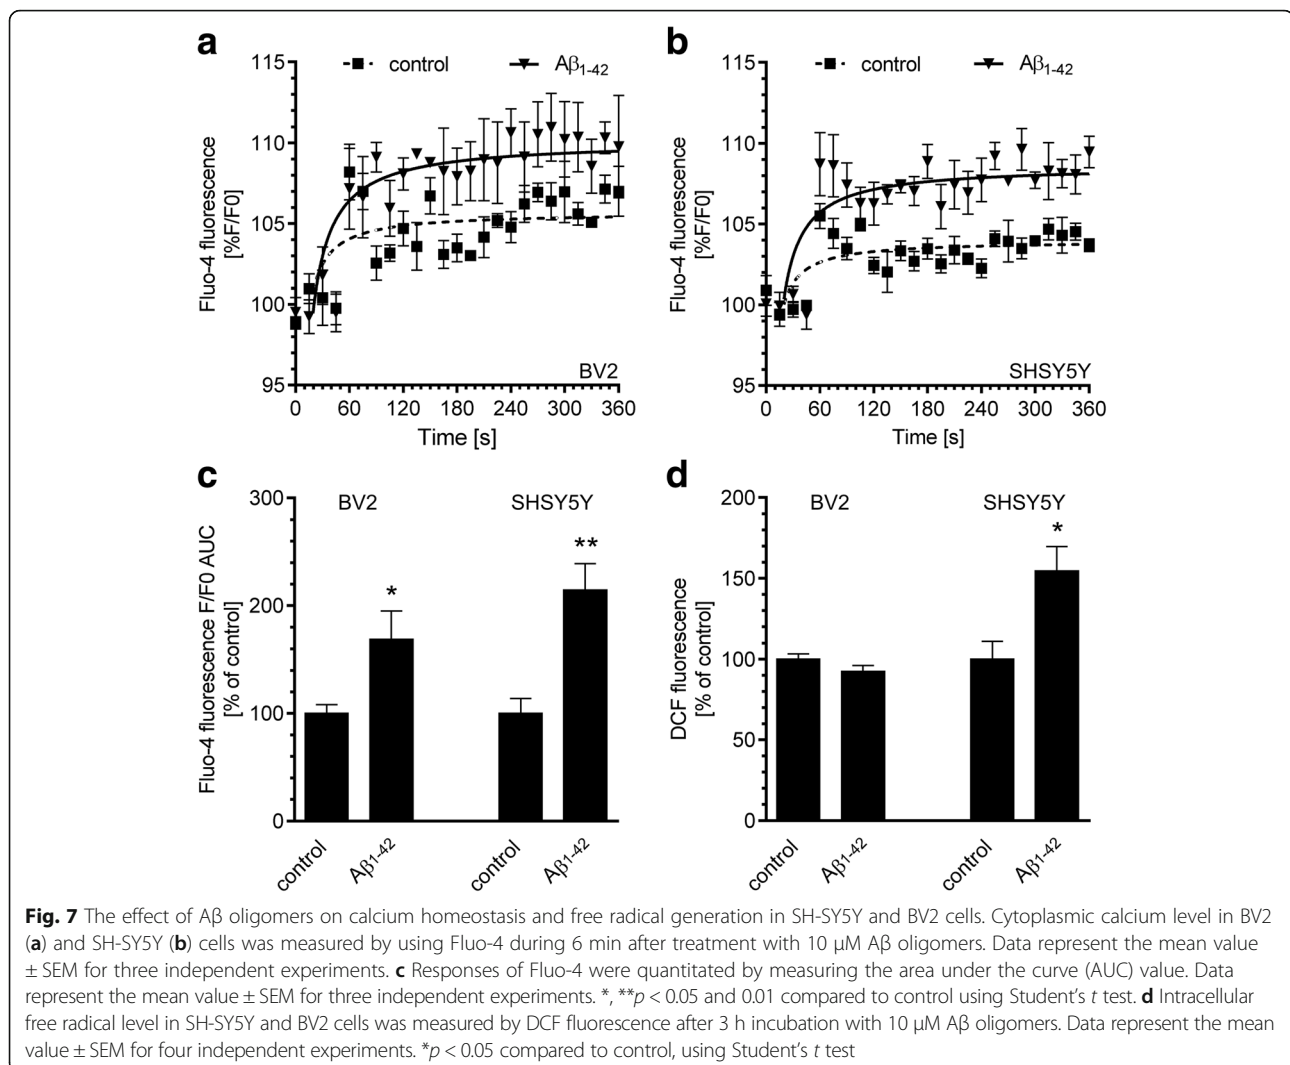 a
control
Aβ1-42
115
110
105
100
95
Fluo-4 fluorescence
[%F/F0]
BV2
0 60 120 180 240 300 360
Time [s]
b
control
Aβ1-42
115
110
105
100
95
Fluo-4 fluorescence
[%F/F0]
SHSY5Y
0 60 120 180 240 300 360
Time [s]
c
BV2 SHSY5Y
300
200
100
0
Fluo-4 fluorescence F/F0 AUC
[% of control]
* **
control Aβ1-42 control Aβ1-42
d
BV2 SHSY5Y
200
150
100
50
0
DCF fluorescence
[% of control]
*
control Aβ1-42 control Aβ1-42
Fig. 7 The effect of Aβ oligomers on calcium homeostasis and free radical generation in SH-SY5Y and BV2 cells. Cytoplasmic calcium level in BV2
(a) and SH-SY5Y (b) cells was measured by using Fluo-4 during 6 min after treatment with 10 μM Aβ oligomers. Data represent the mean value
± SEM for three independent experiments. c Responses of Fluo-4 were quantitated by measuring the area under the curve (AUC) value. Data
represent the mean value ± SEM for three independent experiments. *, **p < 0.05 and 0.01 compared to control using Student's t test. d Intracellular
free radical level in SH-SY5Y and BV2 cells was measured by DCF fluorescence after 3 h incubation with 10 μM Aβ oligomers. Data represent the mean
value ± SEM for four independent experiments. *p < 0.05 compared to control, using Student's t test